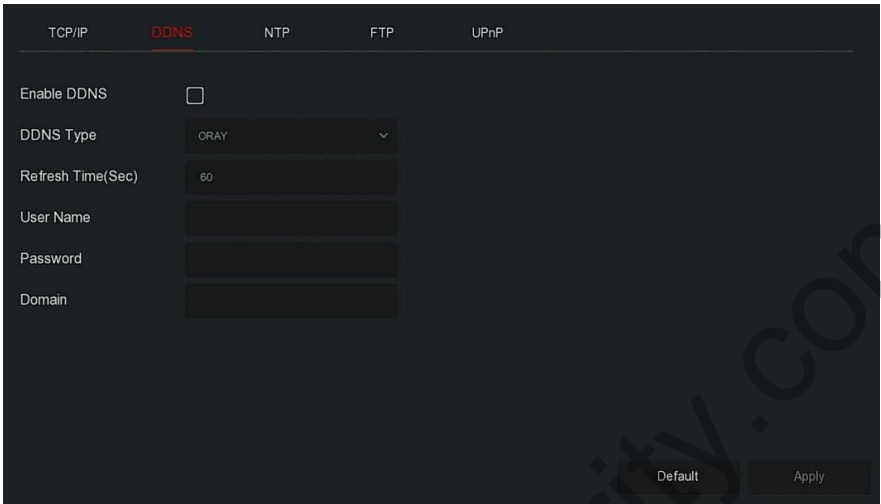 TCP/IP DDNS NTP FTP UPnP
Enable DDNS
DDNS Type ORAY
Refresh Time(Sec) 60
User Name
Password
Domain
Default Apply